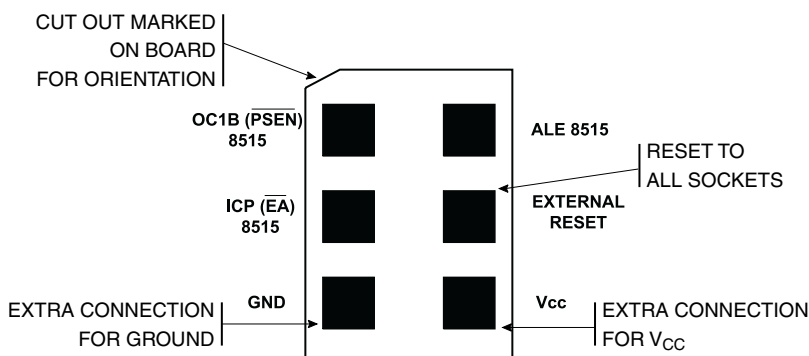 CUT OUT MARKED
ON BOARD
FOR ORIENTATION
OC1B (PSEN)
8515
ALE 8515
RESET TO
ALL SOCKETS
ICP (EA)
8515
EXTERNAL
RESET
GND
Vcc
EXTRA CONNECTION
FOR GROUND
EXTRA CONNECTION
FOR VCC